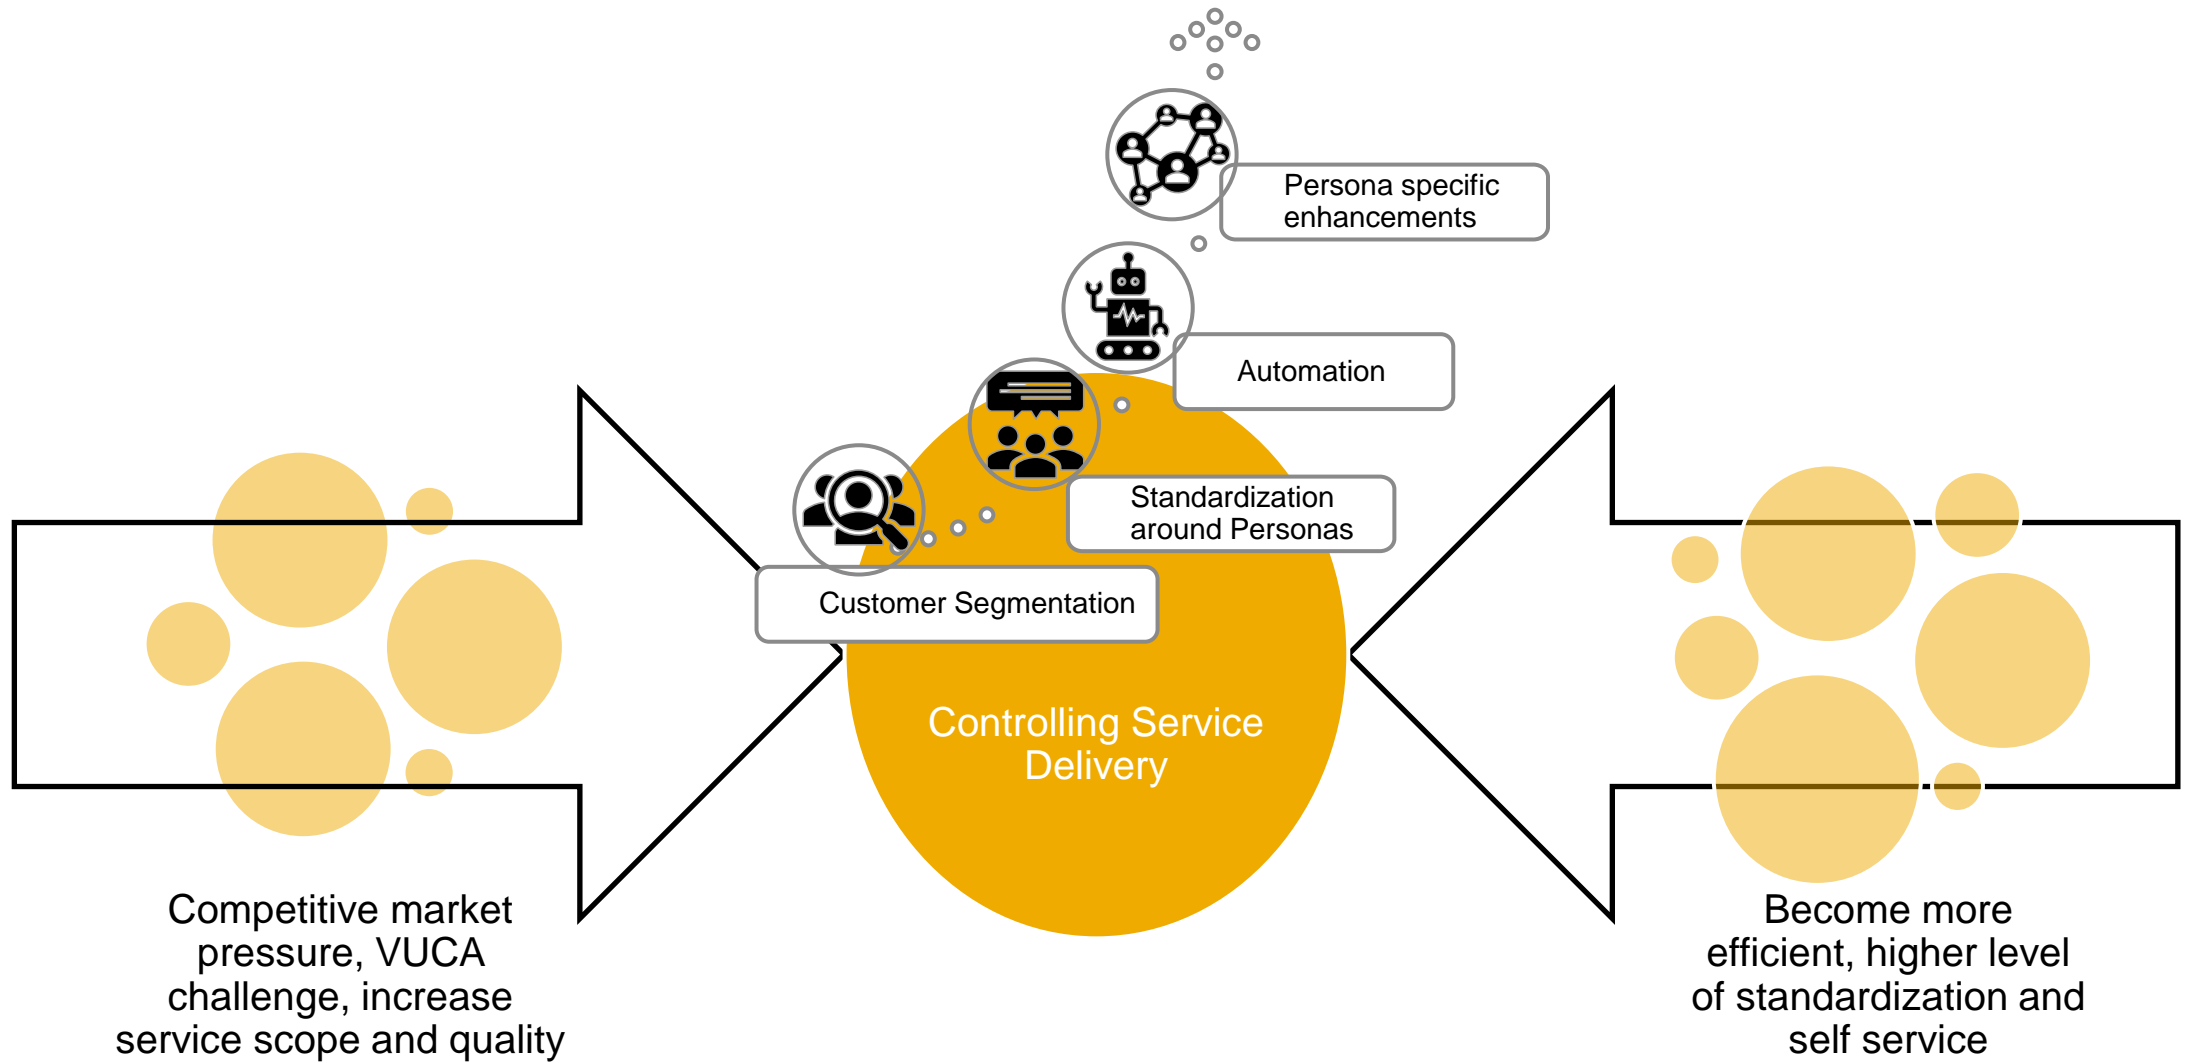 Persona specific
enhancements
Automation
Standardization
around Personas
Customer Segmentation
Controlling Service
Delivery
Competitive market
pressure, VUCA
challenge, increase
service scope and quality
Become more
efficient, higher level
of standardization and
self service